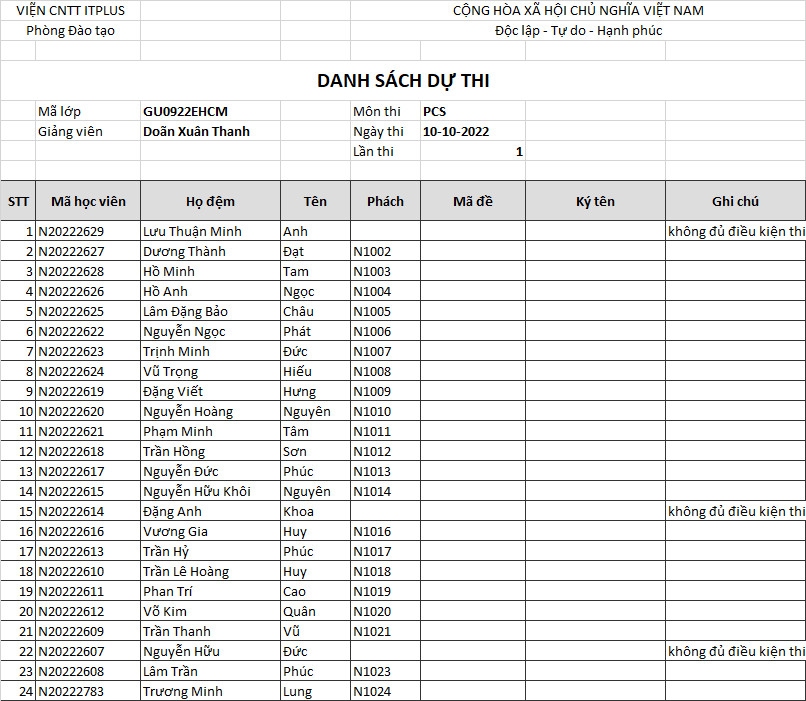 VIỆN CNTT ITPLUS CỘNG HÒA XÃ HỘI CHỦ NGHĨA VIỆT NAM
Phòng Đào tạo Độc lập - Tự do - Hạnh phúc
DANH SÁCH DỰ THI
Mã lớp GU0922EHCM Môn thi PCS
Giảng viên Doãn Xuân Thanh Ngày thi 10-10-2022
Lần thi 1
STT Mã học viên Họ đệm Tên Phách Mã đề Ký tên Ghi chú
1 N20222629 Lưu Thuận Minh Anh không đủ điều kiện thi
2 N20222627 Dương Thành Đạt N1002
3 N20222628 Hồ Minh Tam N1003
4 N20222626 Hồ Anh Ngọc N1004
5 N20222625 Lâm Đặng Bảo Châu N1005
6 N20222622 Nguyễn Ngọc Phát N1006
7 N20222623 Trịnh Minh Đức N1007
8 N20222624 Vũ Trọng Hiếu N1008
9 N20222619 Đặng Viết Hưng N1009
10 N20222620 Nguyễn Hoàng Nguyên N1010
11 N20222621 Phạm Minh Tâm N1011
12 N20222618 Trần Hồng Sơn N1012
13 N20222617 Nguyễn Đức Phúc N1013
14 N20222615 Nguyễn Hữu Khôi Nguyên N1014
15 N20222614 Đặng Anh Khoa không đủ điều kiện thi
16 N20222616 Vương Gia Huy N1016
17 N20222613 Trần Hỷ Phúc N1017
18 N20222610 Trần Lê Hoàng Huy N1018
19 N20222611 Phan Trí Cao N1019
20 N20222612 Võ Kim Quân N1020
21 N20222609 Trần Thanh Vũ N1021
22 N20222607 Nguyễn Hữu Đức không đủ điều kiện thi
23 N20222608 Lâm Trần Phúc N1023
24 N20222783 Trương Minh Lung N1024